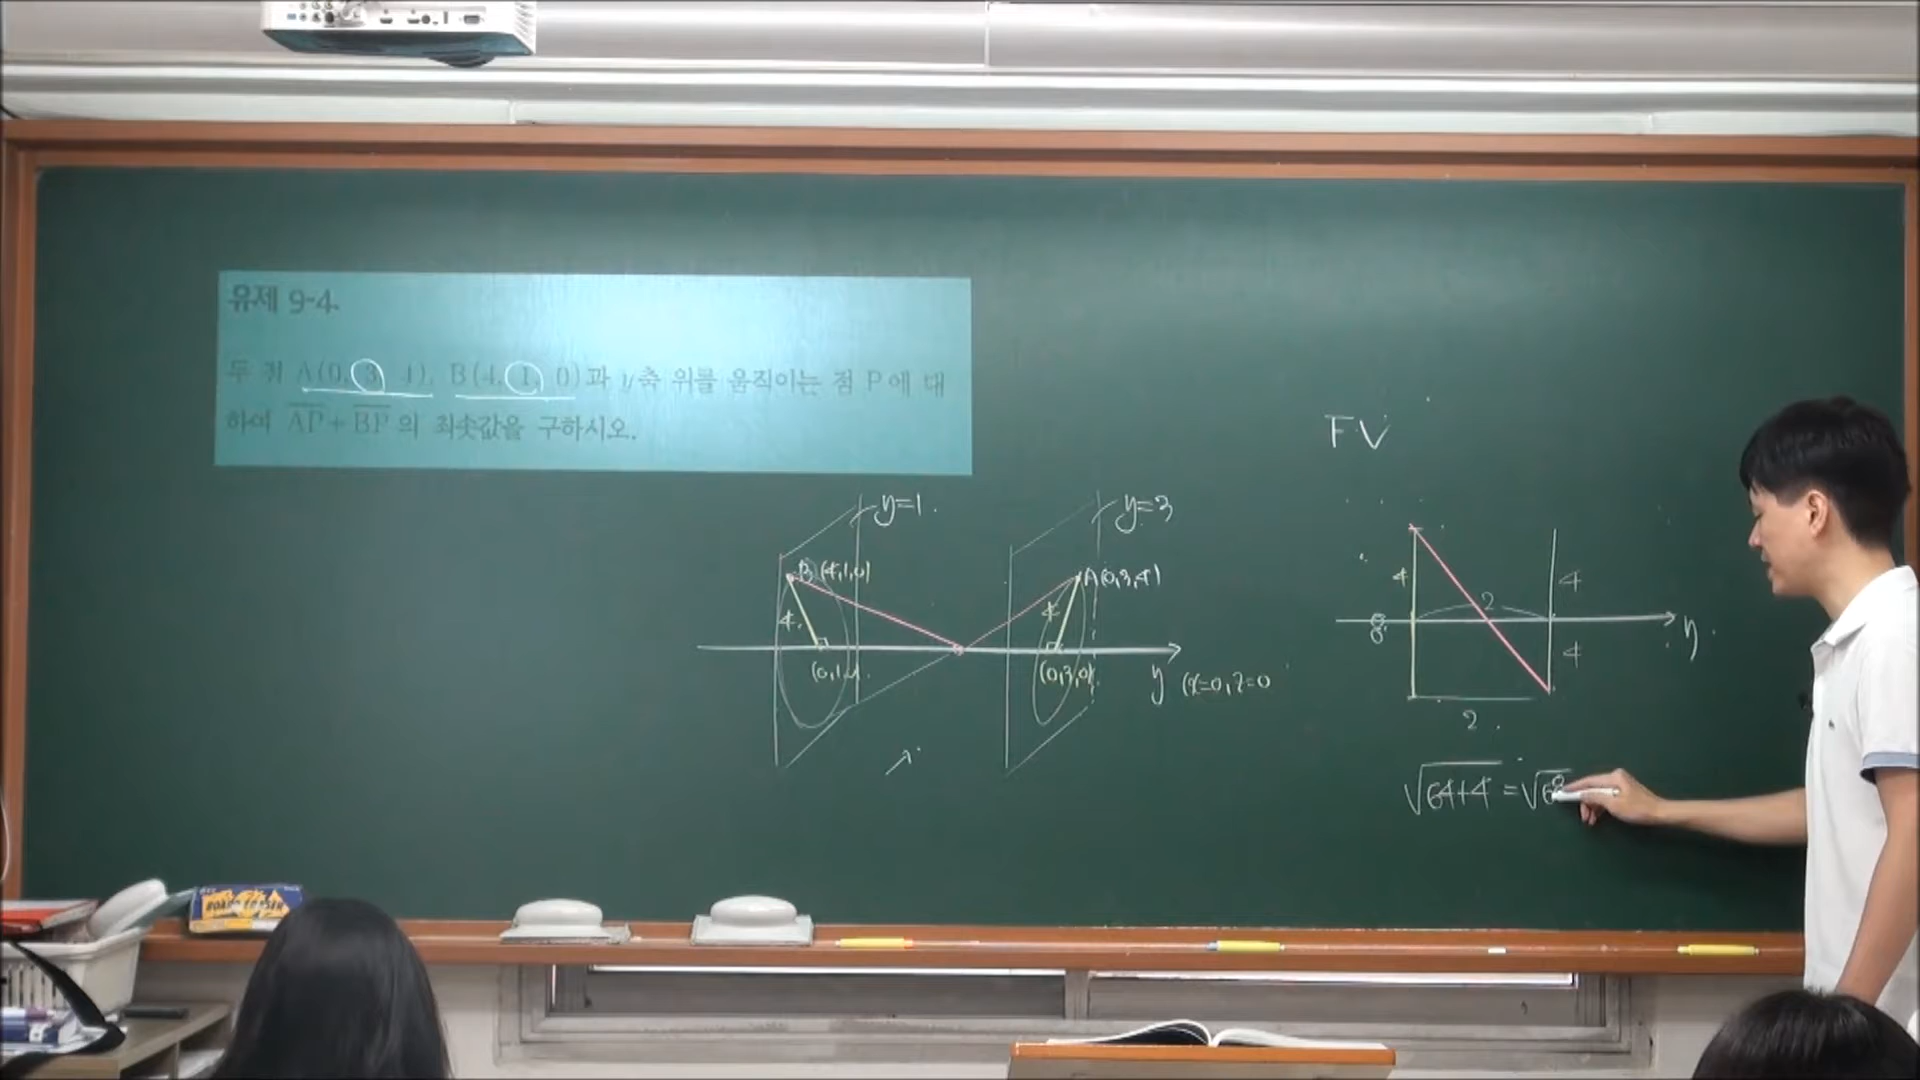 유제 9-4.
두 점 A(0, 3, 4), B(4, 1, 0)과 y축 위를 움직이는 점 P에 대
하여 AP + BP 의 최솟값을 구하시오.
FV
y=1
y=3
B(4,1,0)
A(0,3,4)
4
4
(0,1,
(0,3,0)
y (x=0, z=0
4
2
4
4
y
2
√64+4 = √68